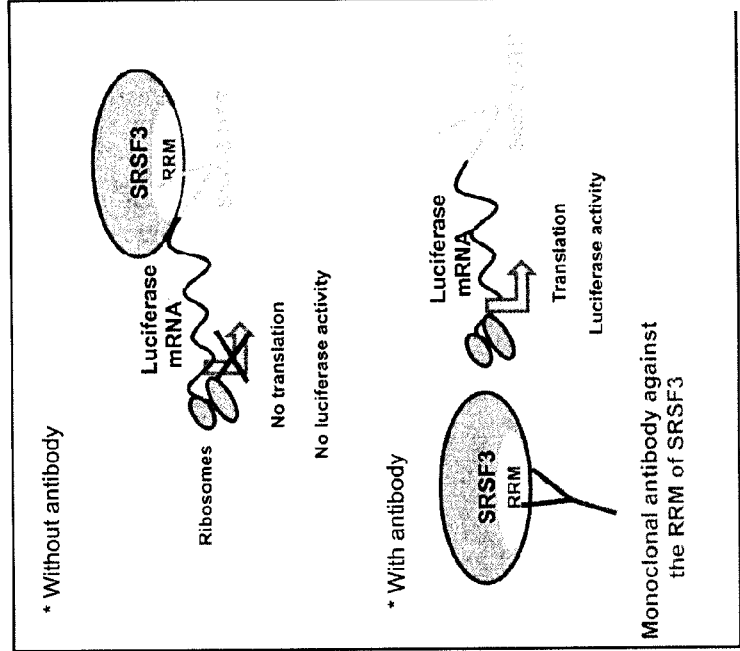 * Without antibody
SRSF3
RRM
Luciferase
mRNA
Ribosomes
No translation
No luciferase activity
* With antibody
SRSF3
RRM
Luciferase
mRNA
Translation
Luciferase activity
Monoclonal antibody against
the RRM of SRSF3